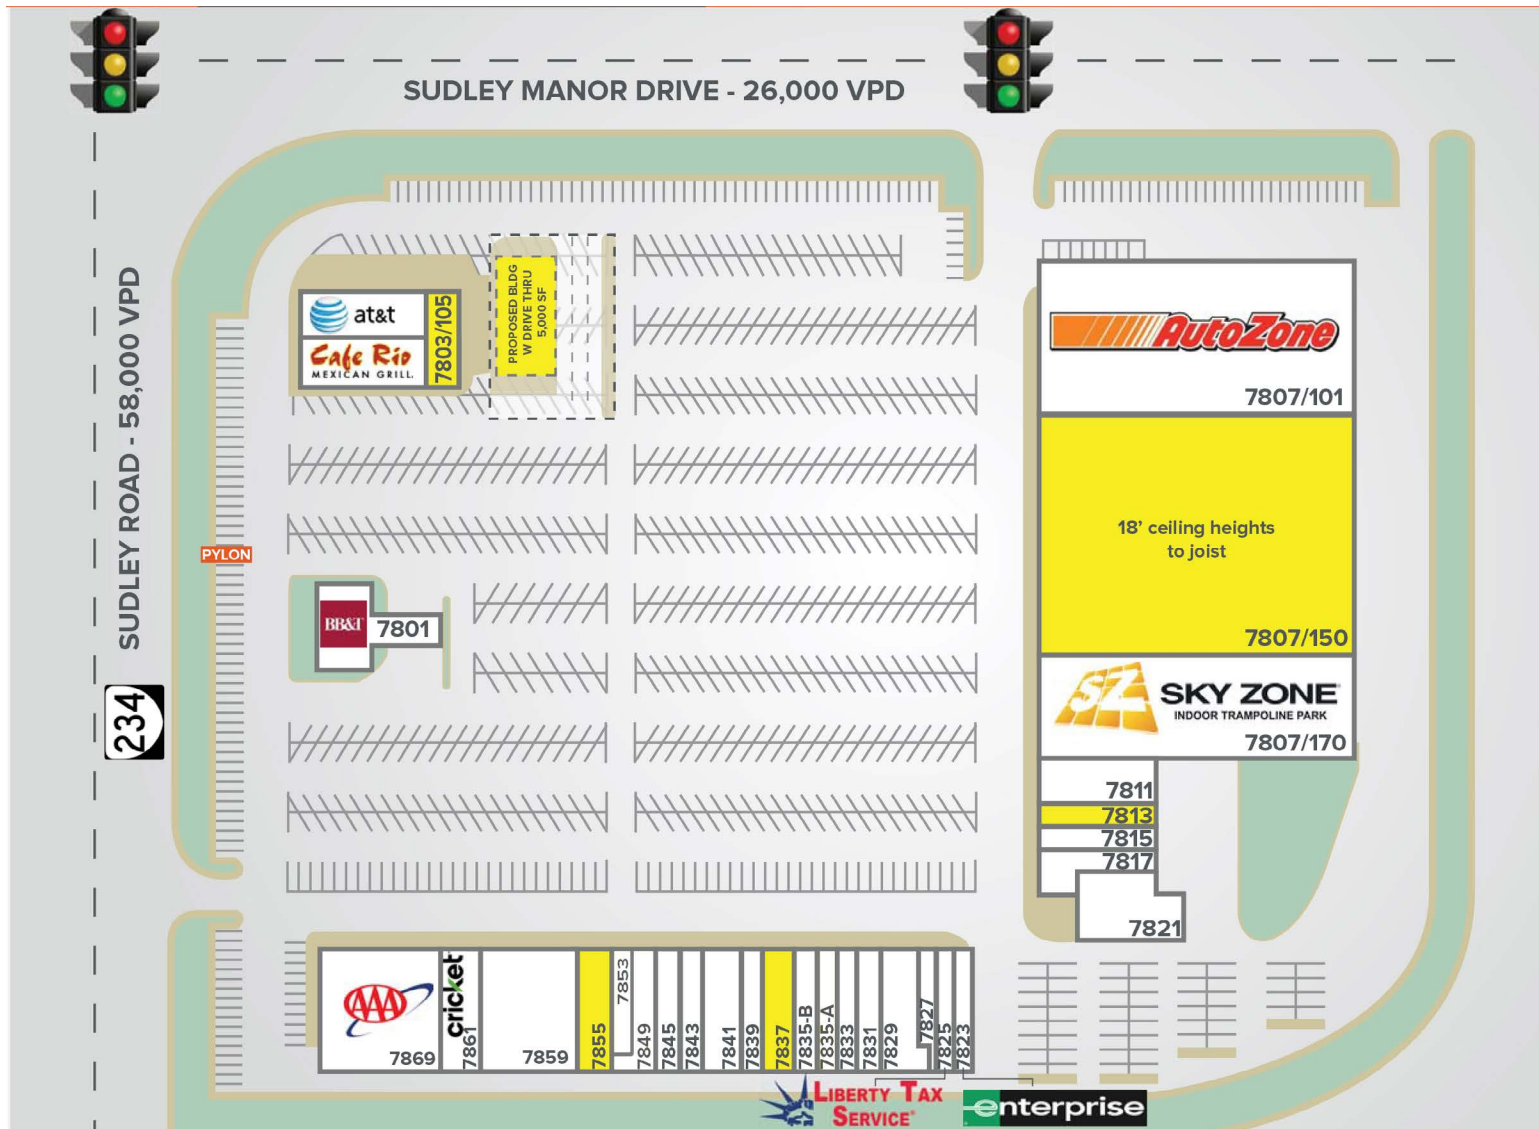 SUDLEY MANOR DRIVE - 26,000 VPD
SUDLEY ROAD - 58,000 VPD
234
PYLON
at&t
Cafe Rio
MEXICAN GRILL.
7803/105
PROPOSED BLDG
W DRIVE THRU
5,000 SF
BB&T
7801
AutoZone
7807/101
18' ceiling heights
to joist
7807/150
SZ
SKY ZONE
INDOOR TRAMPOLINE PARK
7807/170
7811
7813
7815
7817
7821
AAA
7869
cricket
7861
7859
7855
7853
7849
7845
7843
7841
7839
7837
7835-B
7835-A
7833
7831
7829
7827
7825
7823
LIBERTY TAX
SERVICE®
enterprise